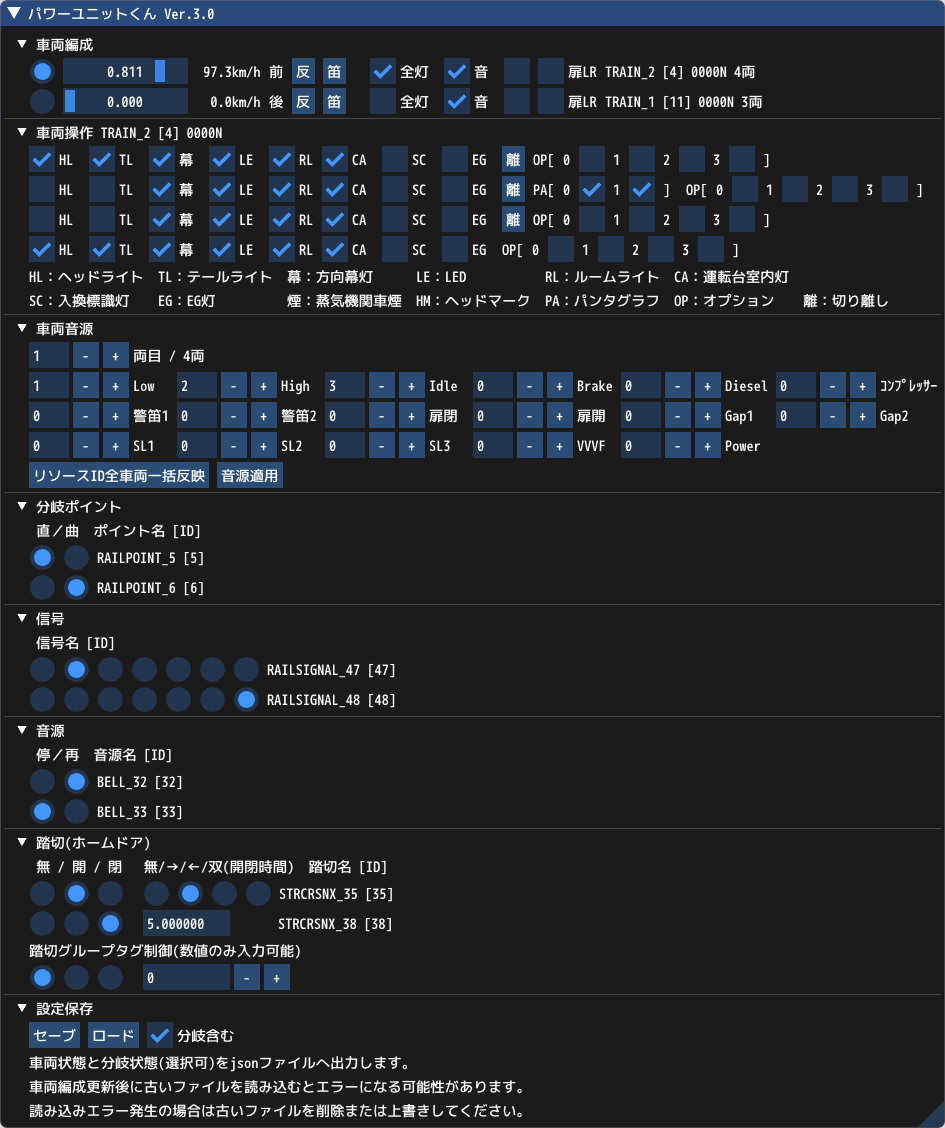 パワーユニットくん Ver.3.0
車両編成
0.811 97.3km/h 前 反 笛 全灯 音 扉LR TRAIN_2 [4] 0000N 4両
0.000 0.0km/h 後 反 笛 全灯 音 扉LR TRAIN_1 [11] 0000N 3両
車両操作 TRAIN_2 [4] 0000N
HL TL 幕 LE RL CA SC EG 離 OP[ 0 1 2 3 ]
HL TL 幕 LE RL CA SC EG 離 PA[ 0 1 ] OP[ 0 1 2 3 ]
HL TL 幕 LE RL CA SC EG 離 OP[ 0 1 2 3 ]
HL TL 幕 LE RL CA SC EG OP[ 0 1 2 3 ]
HL：ヘッドライト TL：テールライト 幕：方向幕灯 LE：LED RL：ルームライト CA：運転台室内灯
SC：入換標識灯 EG：EG灯 煙：蒸気機関車煙 HM：ヘッドマーク PA：パンタグラフ OP：オプション 離：切り離し
車両音源
1 - + 両目 / 4両
1 - + Low 2 - + High 3 - + Idle 0 - + Brake 0 - + Diesel 0 - + ｺﾝﾌﾟﾚｯｻｰ
0 - + 警笛1 0 - + 警笛2 0 - + 扉閉 0 - + 扉開 0 - + Gap1 0 - + Gap2
0 - + SL1 0 - + SL2 0 - + SL3 0 - + VVVF 0 - + Power
リソースID全車両一括反映 音源適用
分岐ポイント
直／曲 ポイント名 [ID]
RAILPOINT_5 [5]
RAILPOINT_6 [6]
信号
信号名 [ID]
RAILSIGNAL_47 [47]
RAILSIGNAL_48 [48]
音源
停／再 音源名 [ID]
BELL_32 [32]
BELL_33 [33]
踏切(ホームドア)
無 / 開 / 閉 無/→/←/双(開閉時間) 踏切名 [ID]
STRCRSNX_35 [35]
5.000000 STRCRSNX_38 [38]
踏切グループタグ制御(数値のみ入力可能)
0 - +
設定保存
セーブ ロード 分岐含む
車両状態と分岐状態(選択可)をjsonファイルへ出力します。
車両編成更新後に古いファイルを読み込むとエラーになる可能性があります。
読み込みエラー発生の場合は古いファイルを削除または上書きしてください。